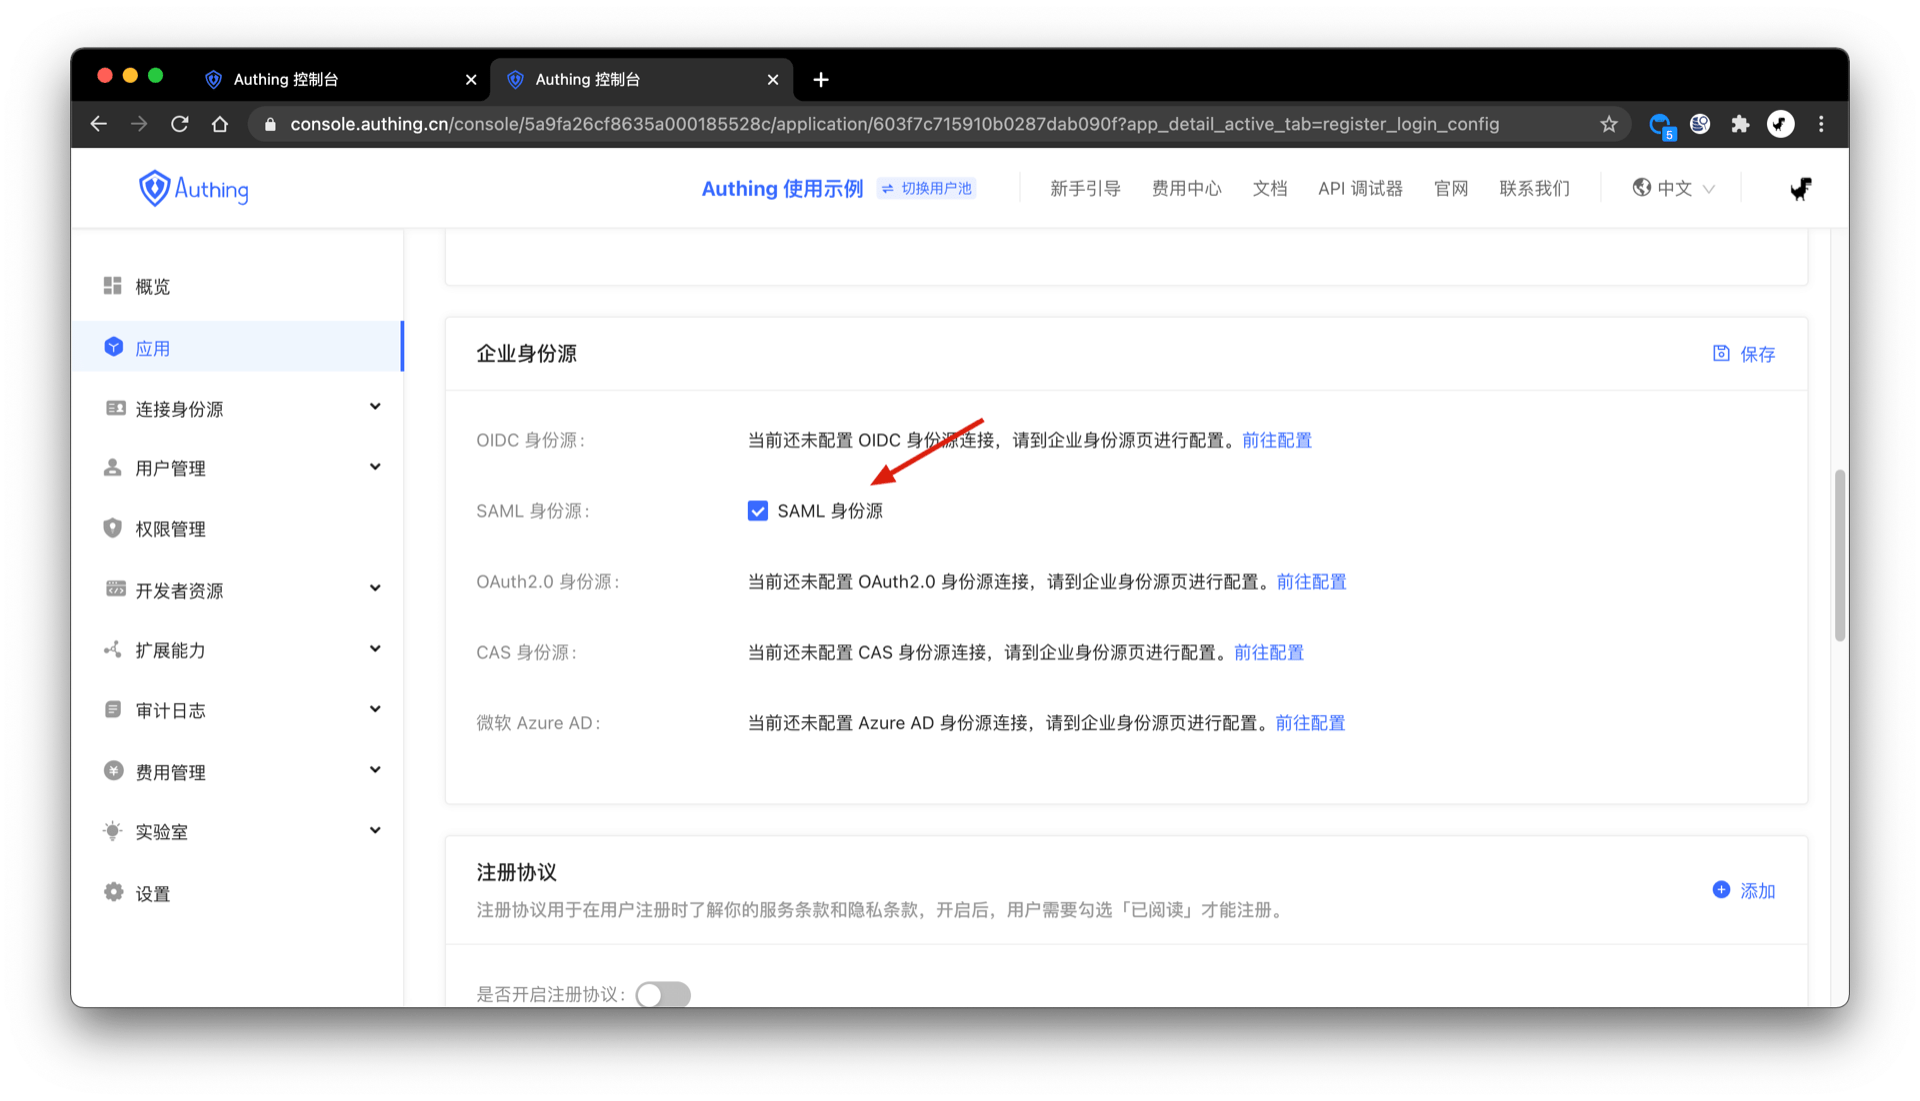 Authing 控制台
Authing 控制台
console.authing.cn/console/5a9fa26cf8635a000185528c/application/603f7c715910b0287dab090f?app_detail_active_tab=register_login_config
5
Authing
Authing 使用示例
切换用户池
新手引导
费用中心
文档
API 调试器
官网
联系我们
中文
概览
应用
连接身份源
用户管理
权限管理
开发者资源
扩展能力
审计日志
费用管理
实验室
设置
企业身份源
保存
OIDC 身份源:
当前还未配置 OIDC 身份源连接，请到企业身份源页进行配置。前往配置
SAML 身份源:
SAML 身份源
OAuth2.0 身份源:
当前还未配置 OAuth2.0 身份源连接，请到企业身份源页进行配置。前往配置
CAS 身份源:
当前还未配置 CAS 身份源连接，请到企业身份源页进行配置。前往配置
微软 Azure AD:
当前还未配置 Azure AD 身份源连接，请到企业身份源页进行配置。前往配置
注册协议
添加
注册协议用于在用户注册时了解你的服务条款和隐私条款，开启后，用户需要勾选「已阅读」才能注册。
是否开启注册协议: